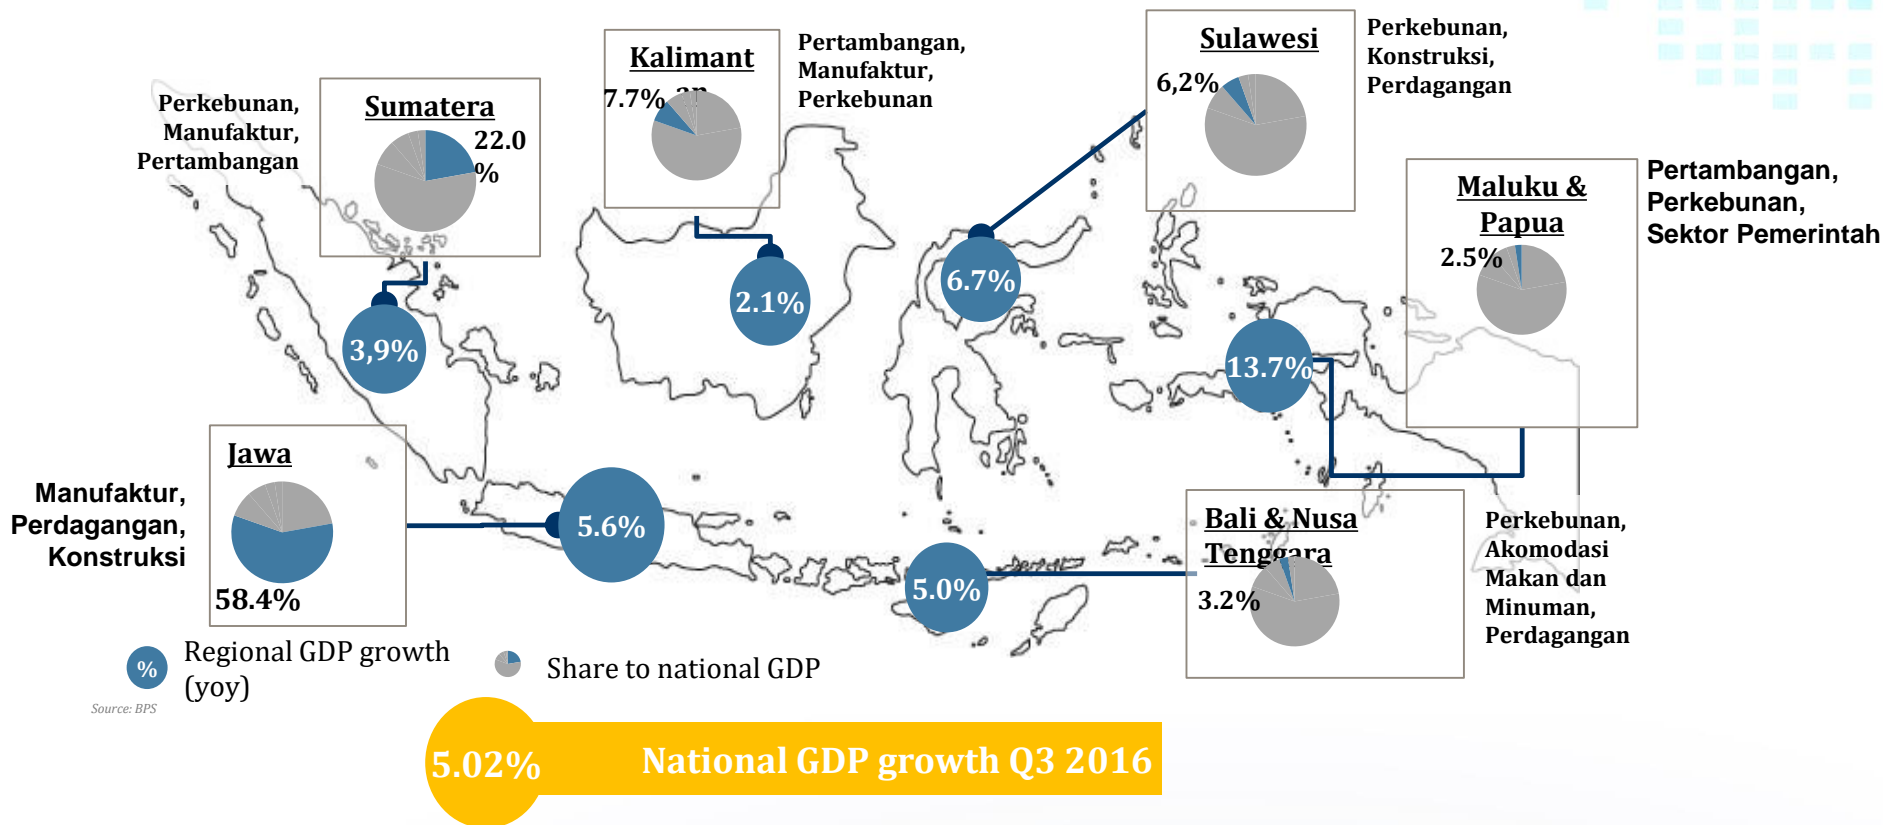 Perkebunan,
Manufaktur,
Pertambangan
Sumatera
22.0
%
3,9%
Kalimant
an
7.7%
Pertambangan,
Manufaktur,
Perkebunan
2.1%
Sulawesi
6,2%
Perkebunan,
Konstruksi,
Perdagangan
6.7%
Maluku &
Papua
2.5%
Pertambangan,
Perkebunan,
Sektor Pemerintah
13.7%
Jawa
58.4%
Manufaktur,
Perdagangan,
Konstruksi
5.6%
Bali & Nusa
Tenggara
3.2%
Perkebunan,
Akomodasi
Makan dan
Minuman,
Perdagangan
5.0%
%
Regional GDP growth
(yoy)
Share to national GDP
Source: BPS
5.02%
National GDP growth Q3 2016